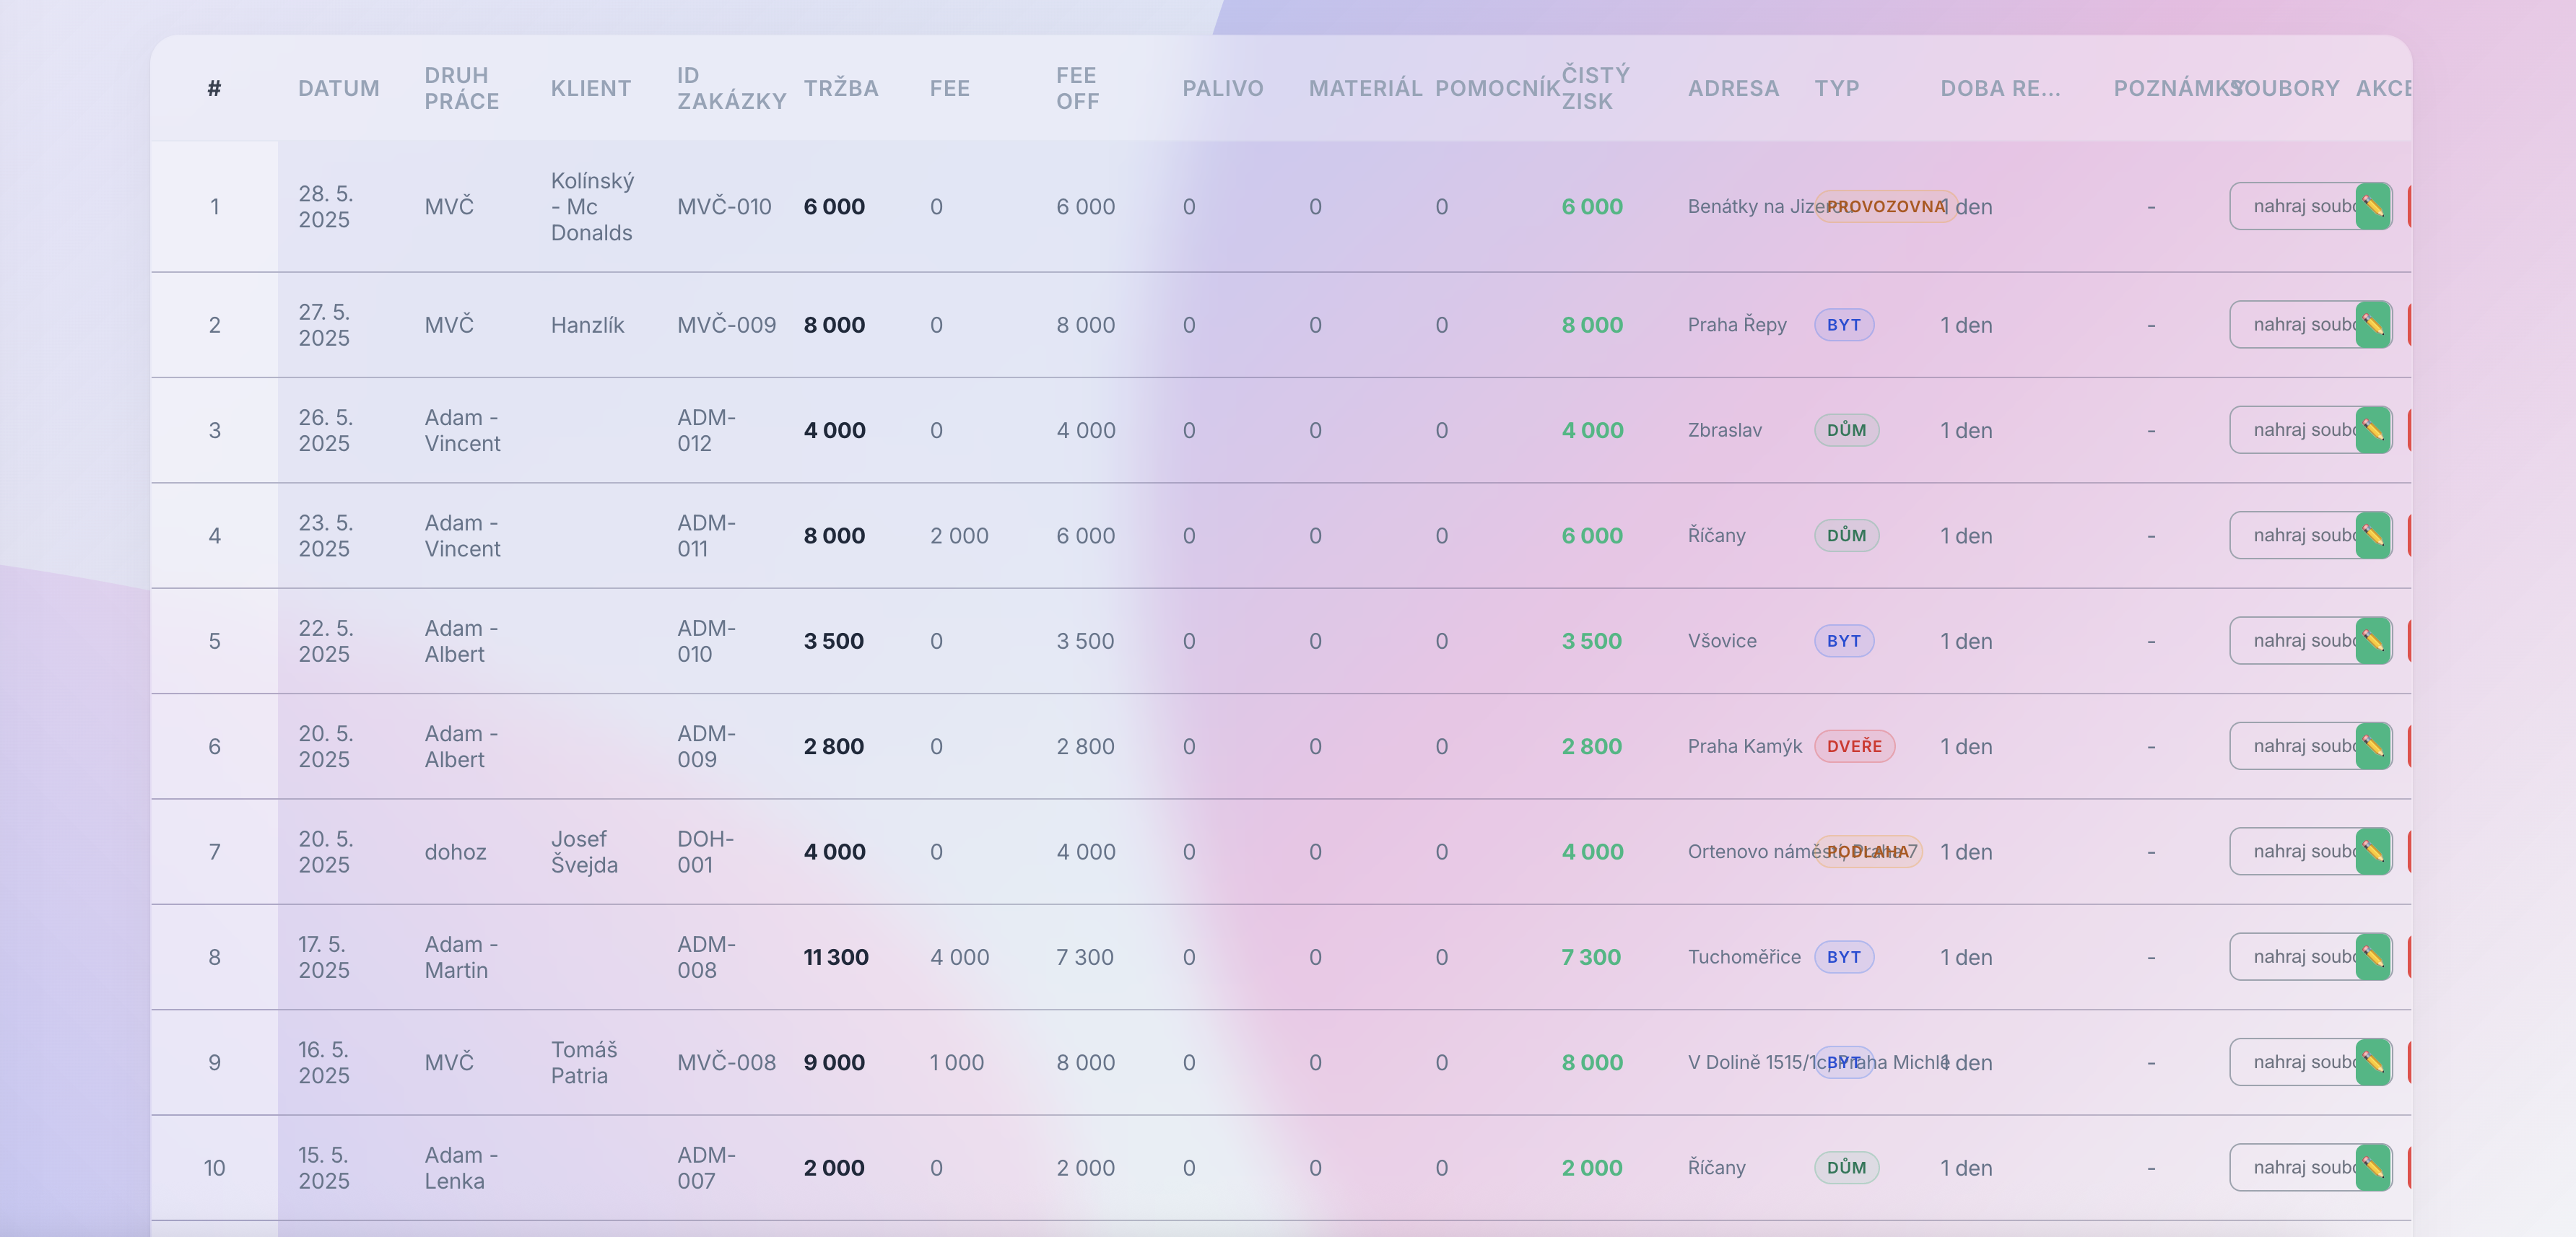 # DATUM DRUH PRÁCE KLIENT ID ZAKÁZKY TRŽBA FEE FEE OFF PALIVO MATERIÁL POMOCNÍK ČISTÝ ZISK ADRESA TYP DOBA RE... POZNÁMKY SOUBORY AKCE
1 28. 5. 2025 MVČ Kolínský - Mc Donalds MVČ-010 6 000 0 6 000 0 0 0 6 000 Benátky na Jizerou PROVOZOVNA 1 den - nahraj soubo
2 27. 5. 2025 MVČ Hanzlík MVČ-009 8 000 0 8 000 0 0 0 8 000 Praha Řepy BYT 1 den - nahraj soubo
3 26. 5. 2025 Adam - Vincent ADM-012 4 000 0 4 000 0 0 0 4 000 Zbraslav DŮM 1 den - nahraj soubo
4 23. 5. 2025 Adam - Vincent ADM-011 8 000 2 000 6 000 0 0 0 6 000 Říčany DŮM 1 den - nahraj soubo
5 22. 5. 2025 Adam - Albert ADM-010 3 500 0 3 500 0 0 0 3 500 Všovice BYT 1 den - nahraj soubo
6 20. 5. 2025 Adam - Albert ADM-009 2 800 0 2 800 0 0 0 2 800 Praha Kamýk DVEŘE 1 den - nahraj soubo
7 20. 5. 2025 dohoz Josef Švejda DOH-001 4 000 0 4 000 0 0 0 4 000 Ortenovo náměstí, Praha 7 PODLAHA 1 den - nahraj soubo
8 17. 5. 2025 Adam - Martin ADM-008 11 300 4 000 7 300 0 0 0 7 300 Tuchoměřice BYT 1 den - nahraj soubo
9 16. 5. 2025 MVČ Tomáš Patria MVČ-008 9 000 1 000 8 000 0 0 0 8 000 V Dolině 1515/1c, Praha Michle BYT 1 den - nahraj soubo
10 15. 5. 2025 Adam - Lenka ADM-007 2 000 0 2 000 0 0 0 2 000 Říčany DŮM 1 den - nahraj soubo